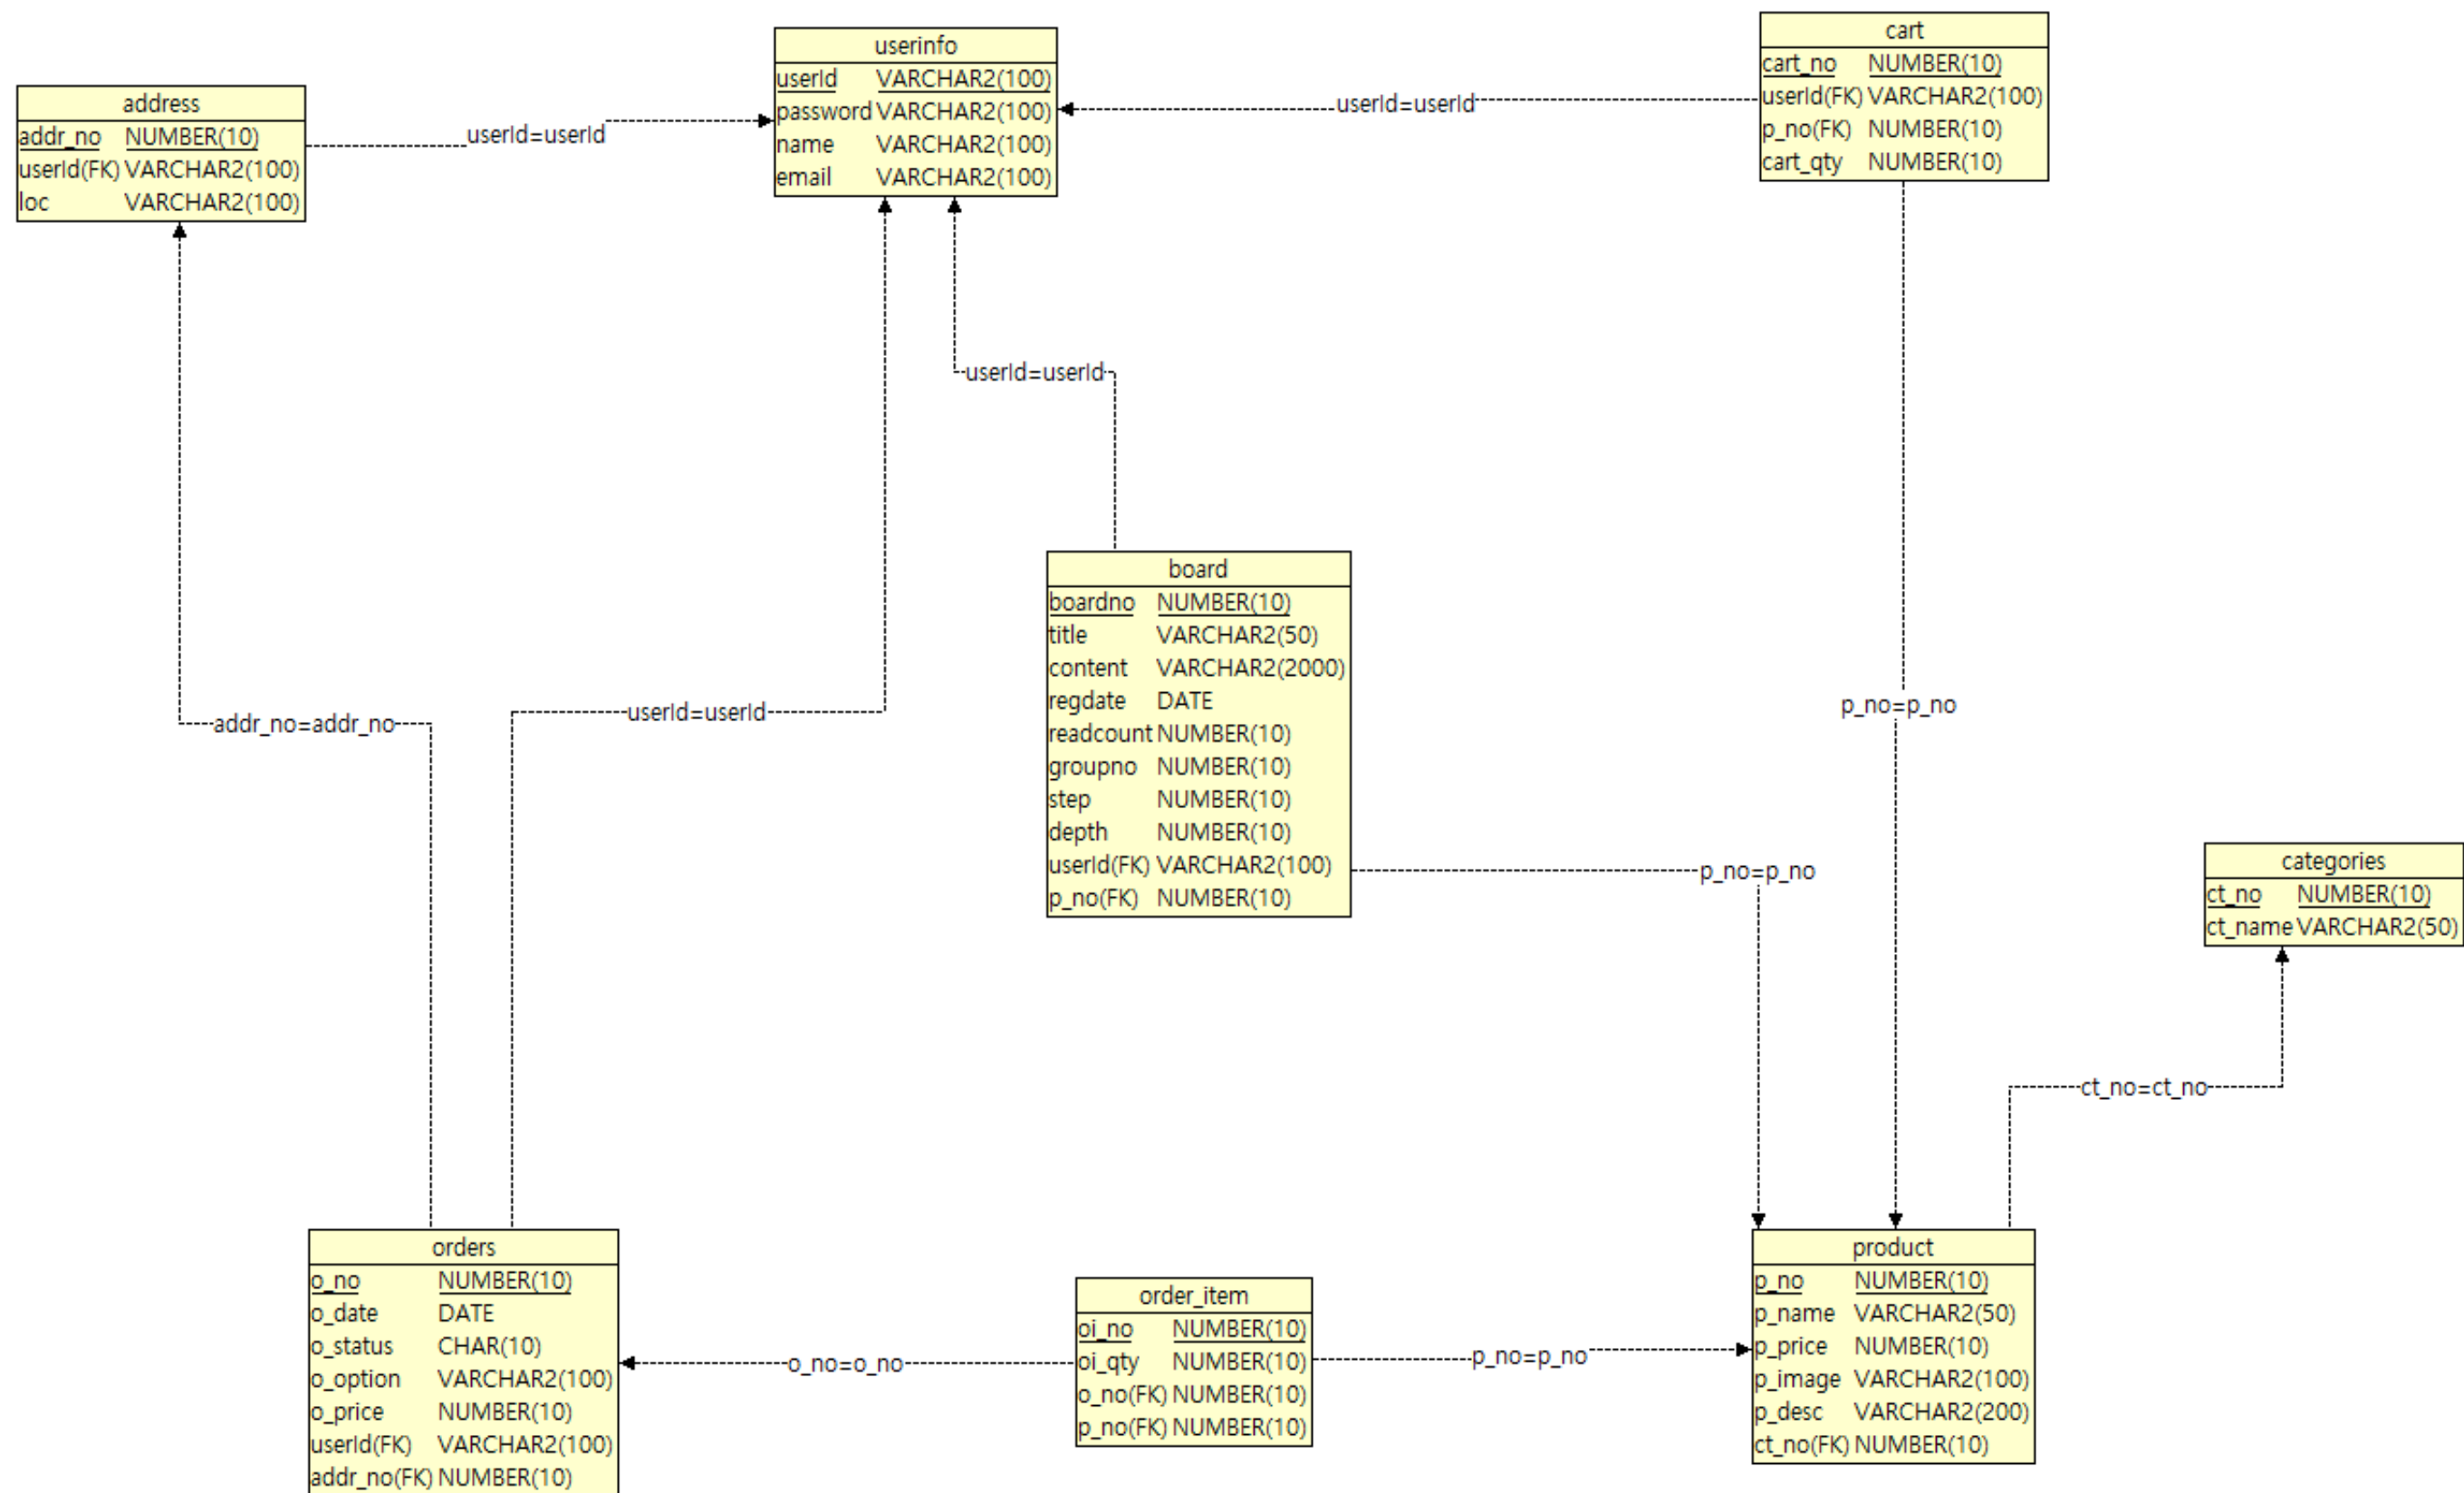 userinfo
userId VARCHAR2(100)
password VARCHAR2(100)
name VARCHAR2(100)
email VARCHAR2(100)
cart
cart_no NUMBER(10)
userId(FK) VARCHAR2(100)
p_no(FK) NUMBER(10)
cart_qty NUMBER(10)
address
addr_no NUMBER(10)
userId(FK) VARCHAR2(100)
loc VARCHAR2(100)
userId=userId
userId=userId
userId=userId
board
boardno NUMBER(10)
title VARCHAR2(50)
content VARCHAR2(2000)
regdate DATE
readcount NUMBER(10)
groupno NUMBER(10)
step NUMBER(10)
depth NUMBER(10)
userId(FK) VARCHAR2(100)
p_no(FK) NUMBER(10)
addr_no=addr_no
userId=userId
p_no=p_no
p_no=p_no
categories
ct_no NUMBER(10)
ct_name VARCHAR2(50)
ct_no=ct_no
orders
o_no NUMBER(10)
o_date DATE
o_status CHAR(10)
o_option VARCHAR2(100)
o_price NUMBER(10)
userId(FK) VARCHAR2(100)
addr_no(FK) NUMBER(10)
o_no=o_no
order_item
oi_no NUMBER(10)
oi_qty NUMBER(10)
o_no(FK) NUMBER(10)
p_no(FK) NUMBER(10)
p_no=p_no
product
p_no NUMBER(10)
p_name VARCHAR2(50)
p_price NUMBER(10)
p_image VARCHAR2(100)
p_desc VARCHAR2(200)
ct_no(FK) NUMBER(10)